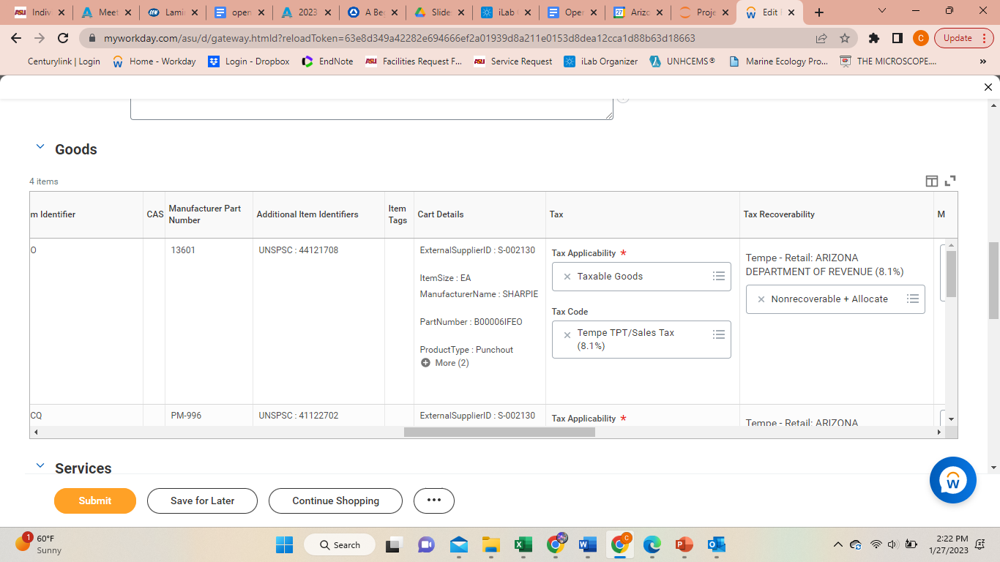 Indiv
Meet
Lami
open
2023
A Be
Slide
iLab
Oper
27
Arizo
Proje
Edit
myworkday.com/asu/d/gateway.htmld?reloadToken=63e8d349a42282e694666ef2a01939d8a211e0153d8dea12cca1d88b63d18663
C
Update
Centurylink | Login
Home - Workday
Login - Dropbox
EndNote
ASU
Facilities Request F...
ASU
Service Request
iLab Organizer
UNHCEMS®
Marine Ecology Pro...
THE MICROSCOPE....
Goods
4 items
m Identifier
CAS
Manufacturer Part
Number
Additional Item Identifiers
Item
Tags
Cart Details
Tax
Tax Recoverability
M
O
13601
UNSPSC : 44121708
ExternalSupplierID : S-002130
ItemSize : EA
ManufacturerName : SHARPIE
PartNumber : B00006IFEO
ProductType : Punchout
More (2)
Tax Applicability *
Taxable Goods
Tax Code
Tempe TPT/Sales Tax
(8.1%)
Tempe - Retail: ARIZONA
DEPARTMENT OF REVENUE (8.1%)
Nonrecoverable + Allocate
CQ
PM-996
UNSPSC : 41122702
ExternalSupplierID : S-002130
Tax Applicability *
Tempe - Retail: ARIZONA
Services
Submit
Save for Later
Continue Shopping
1
60°F
Sunny
Search
2:22 PM
1/27/2023